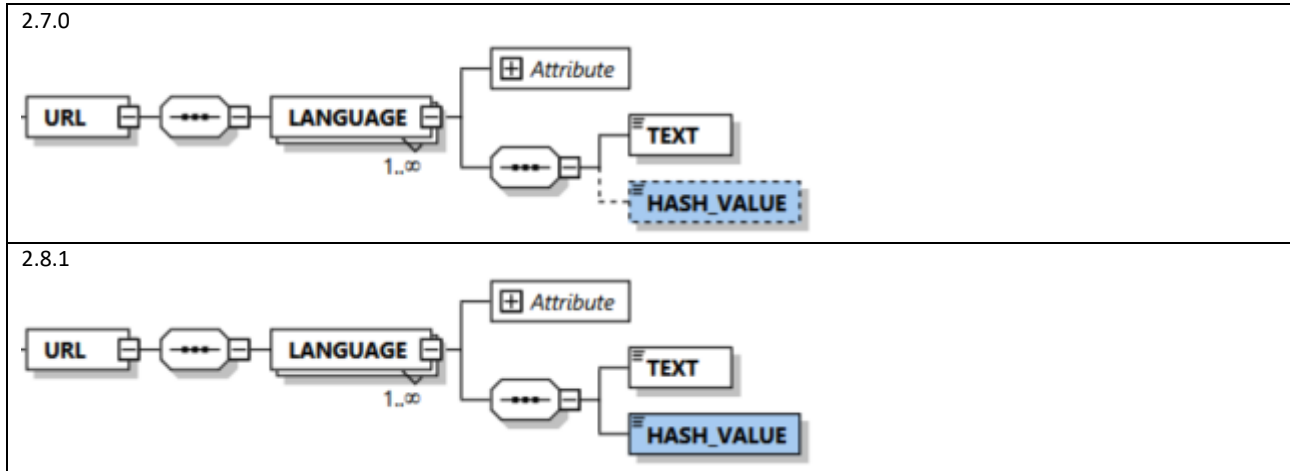 2.7.0
Attribute
URL
LANGUAGE
1..∞
TEXT
HASH_VALUE
2.8.1
Attribute
URL
LANGUAGE
1..∞
TEXT
HASH_VALUE